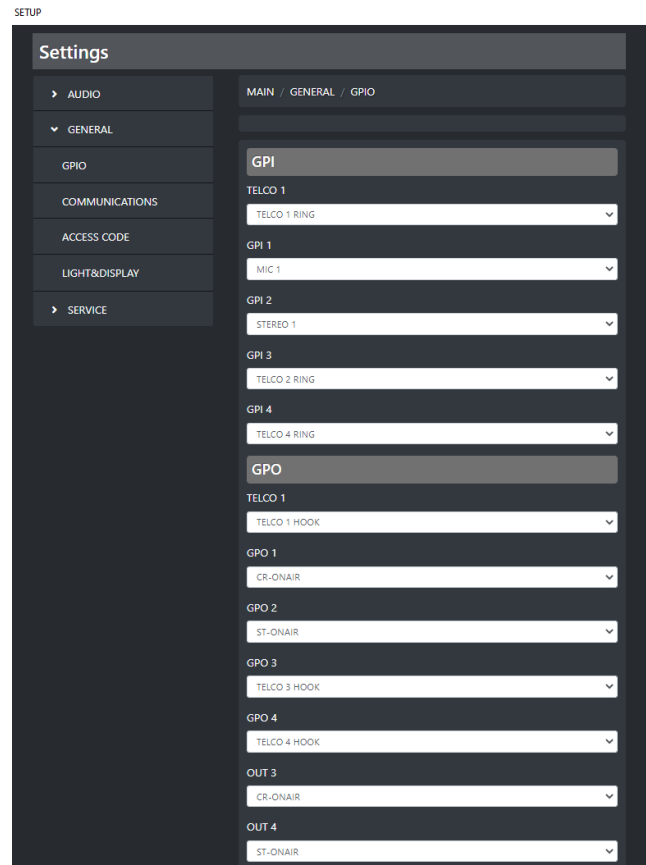 SETUP
Settings
AUDIO
GENERAL
GPIO
COMMUNICATIONS
ACCESS CODE
LIGHT&DISPLAY
SERVICE
MAIN / GENERAL / GPIO
GPI
TELCO 1
TELCO 1 RING
GPI 1
MIC 1
GPI 2
STEREO 1
GPI 3
TELCO 2 RING
GPI 4
TELCO 4 RING
GPO
TELCO 1
TELCO 1 HOOK
GPO 1
CR-ONAIR
GPO 2
ST-ONAIR
GPO 3
TELCO 3 HOOK
GPO 4
TELCO 4 HOOK
OUT 3
CR-ONAIR
OUT 4
ST-ONAIR